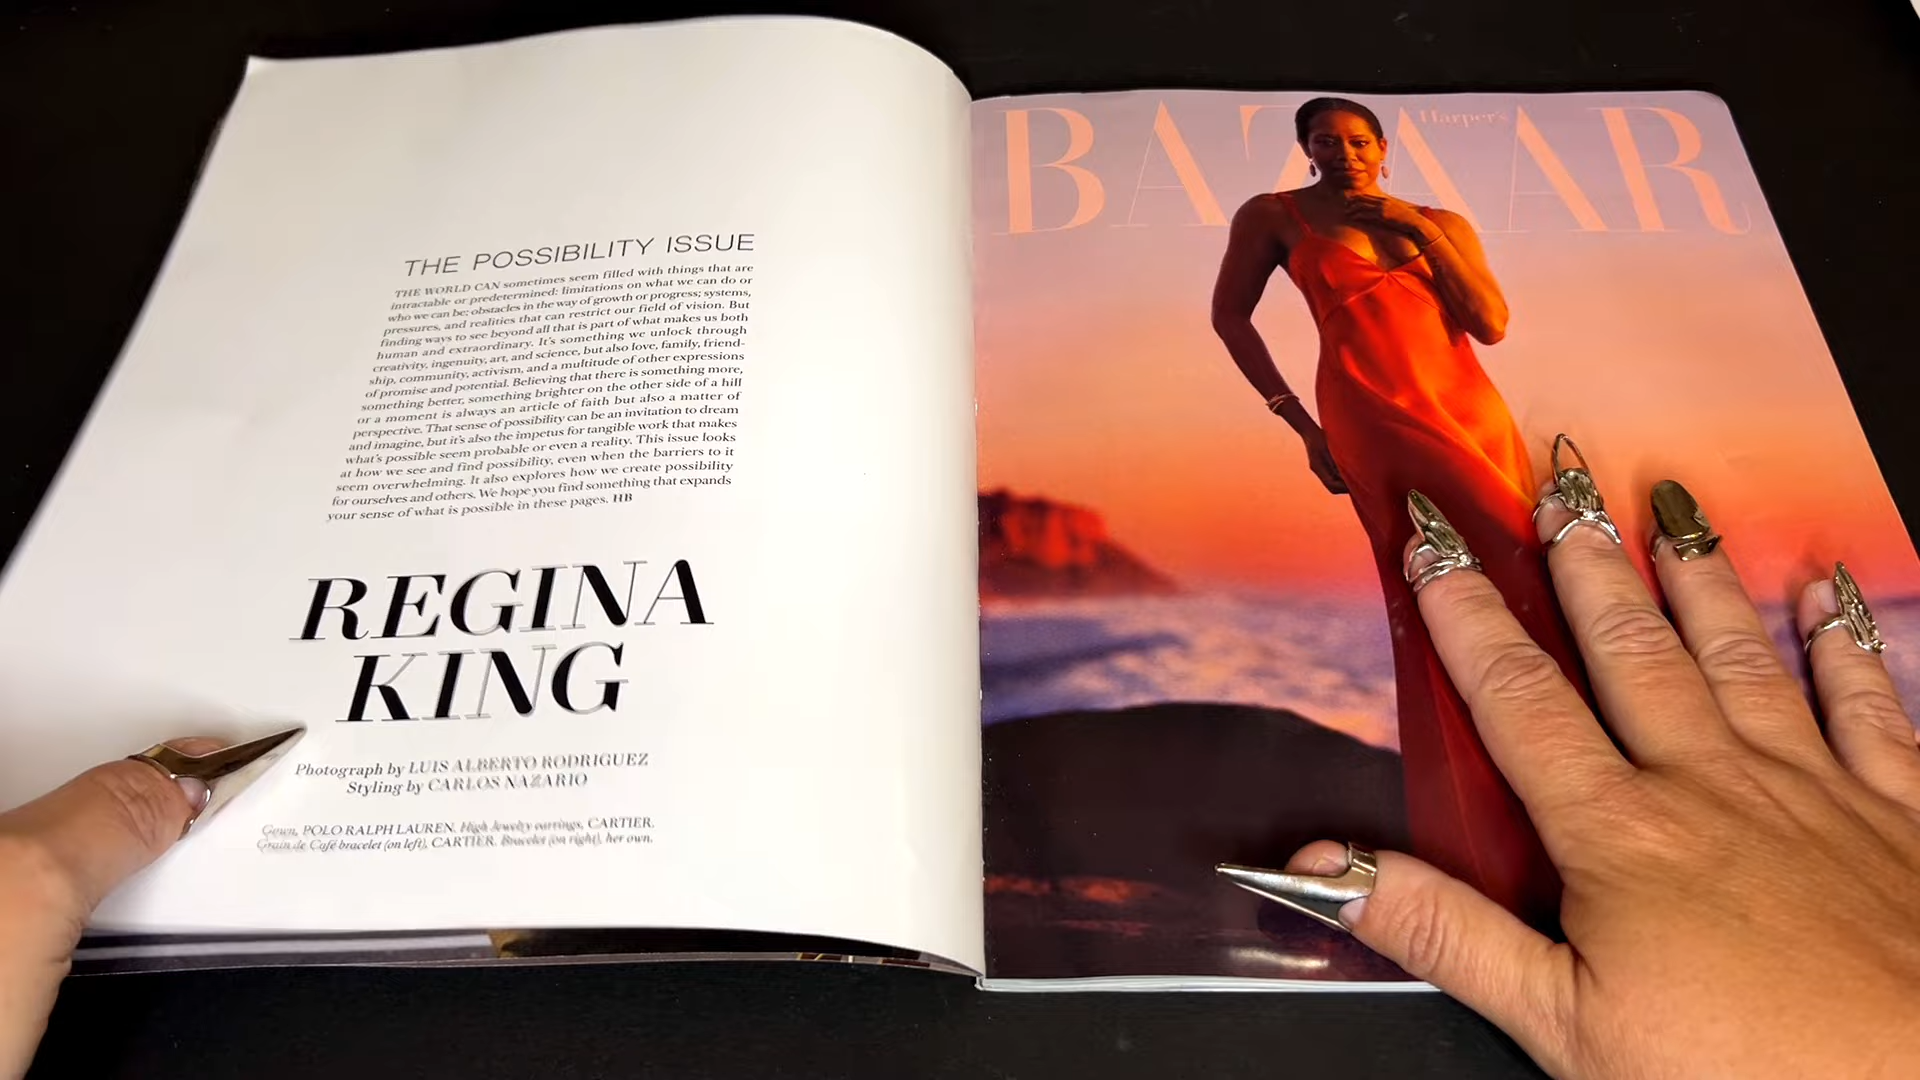 THE POSSIBILITY ISSUE
THE WORLD CAN sometimes seem filled with things that are
intractable or predetermined: limitations on what we can do or
who we can be; obstacles in the way of growth or progress; systems,
pressures, and realities that can restrict our field of vision. But
finding ways to see beyond all that is part of what makes us both
human and extraordinary. It's something we unlock through
creativity, ingenuity, art, and science, but also love, family, friend-
ship, community, activism, and a multitude of other expressions
of promise and potential. Believing that there is something more,
something better, something brighter on the other side of a hill
or a moment is always an article of faith but also a matter of
perspective. That sense of possibility can be an invitation to dream
and imagine, but it's also the impetus for tangible work that makes
what's possible seem probable or even a reality. This issue looks
at how we see and find possibility, even when the barriers to it
seem overwhelming. It also explores how we create possibility
for ourselves and others. We hope you find something that expands
your sense of what is possible in these pages. HB
REGINA
KING
Photograph by LUIS ALBERTO RODRIGUEZ
Styling by CARLOS NAZARIO
Gown, POLO RALPH LAUREN. High Jewelry earrings, CARTIER.
Grain de Café bracelet (on left), CARTIER. Bracelet (on right), her own.
Harper's
BAZAAR